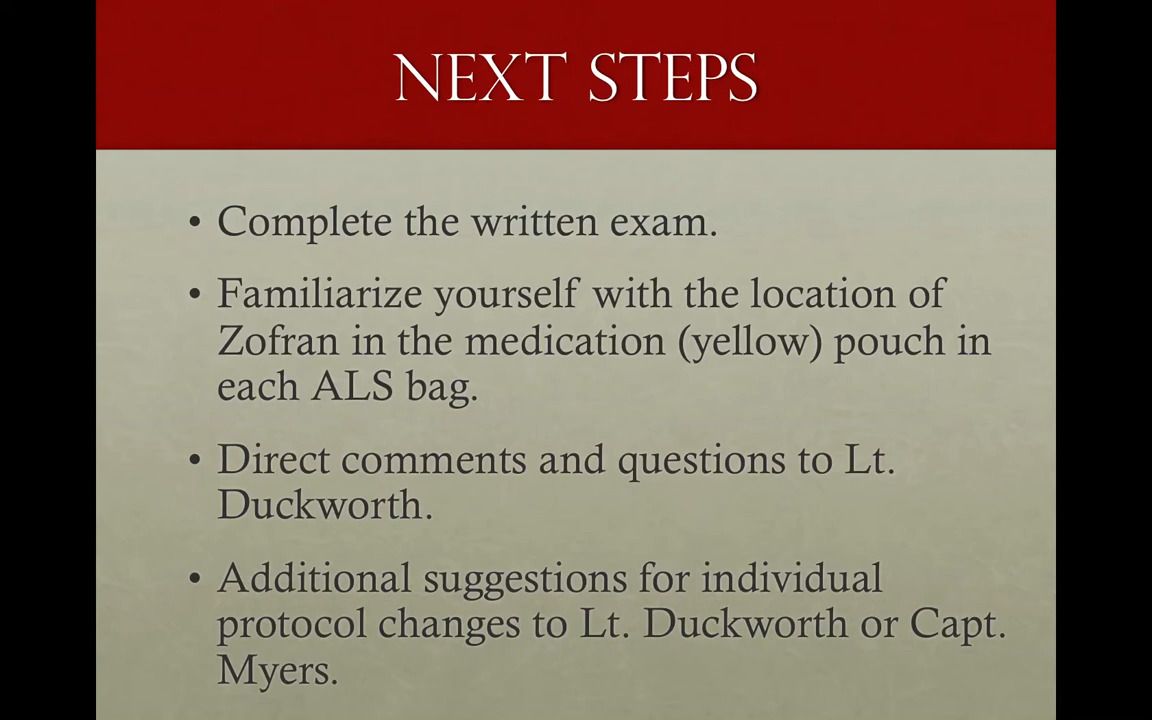 NEXT STEPS
• Complete the written exam.
• Familiarize yourself with the location of
Zofran in the medication (yellow) pouch in
each ALS bag.
• Direct comments and questions to Lt.
Duckworth.
• Additional suggestions for individual
protocol changes to Lt. Duckworth or Capt.
Myers.